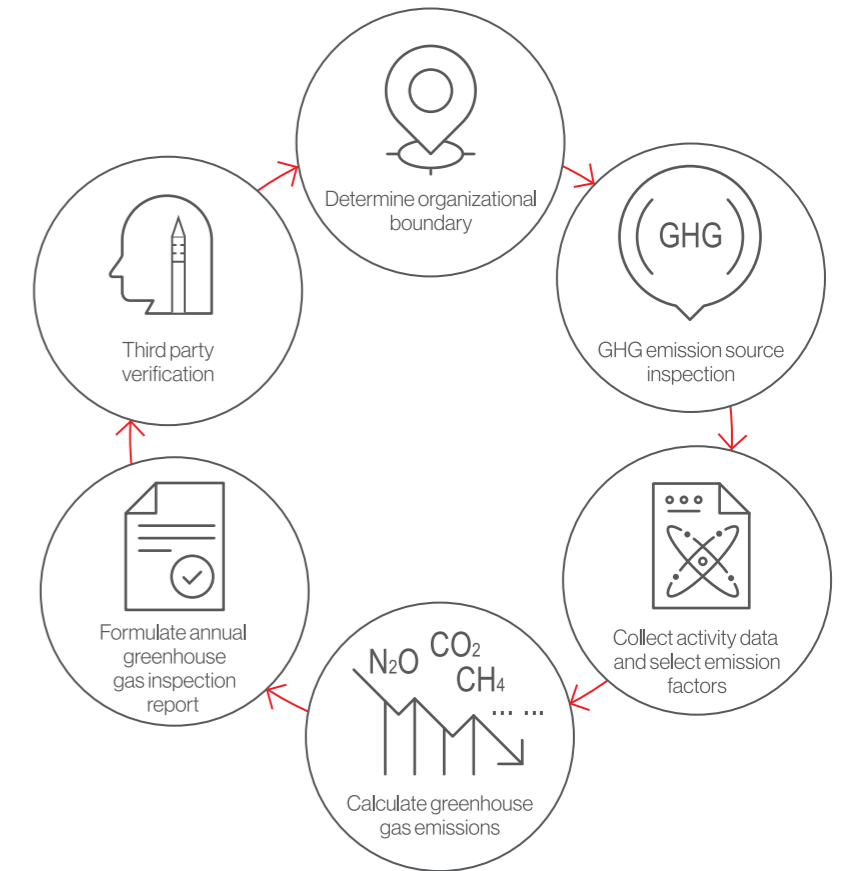 Determine organizational
boundary
GHG
GHG emission source
inspection
Collect activity data
and select emission
factors
N₂O CO₂
CH₄
... ...
Calculate greenhouse
gas emissions
Formulate annual
greenhouse
gas inspection
report
Third party
verification